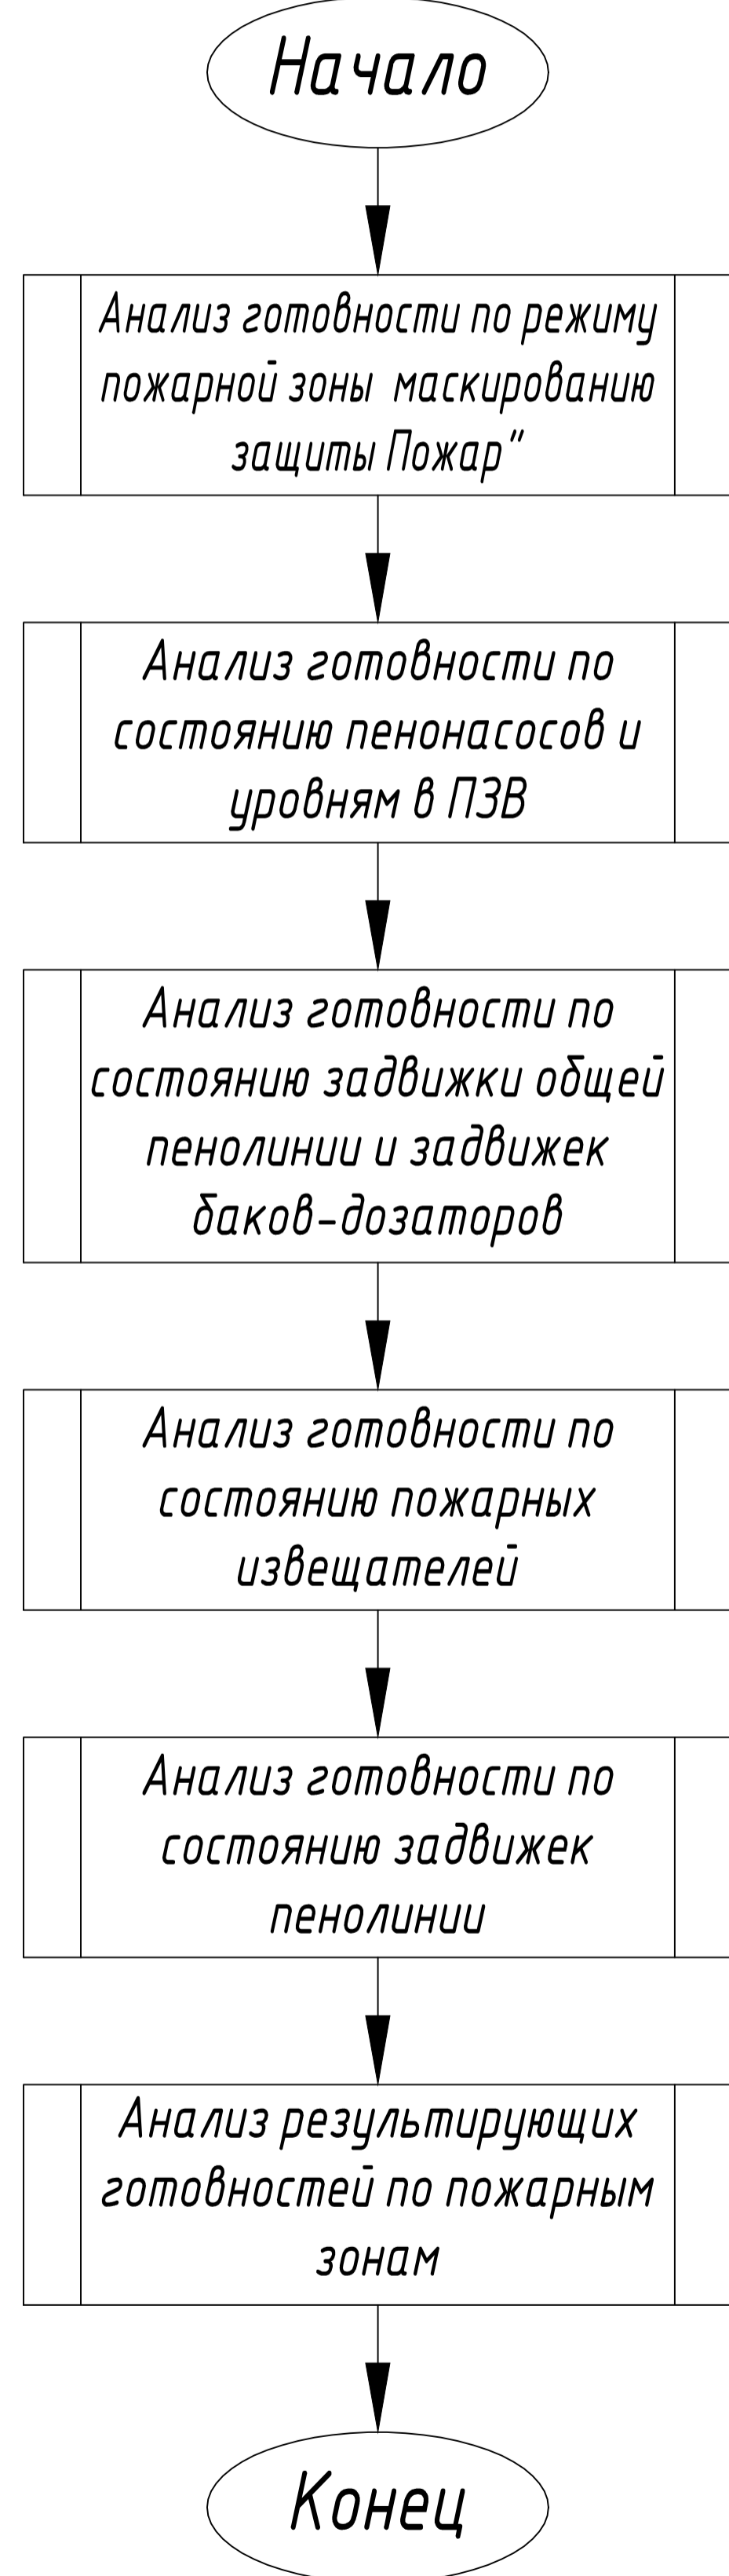 Начало
Анализ готовности по режиму
пожарной зоны маскированию
защиты Пожар"
Анализ готовности по
состоянию пенонасосов и
уровням в ПЗВ
Анализ готовности по
состоянию задвижки общей
пенолинии и задвижек
баков-дозаторов
Анализ готовности по
состоянию пожарных
извещателей
Анализ готовности по
состоянию задвижек
пенолинии
Анализ результирующих
готовностей по пожарным
зонам
Конец